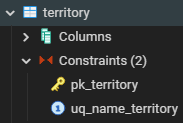 territory
Columns
Constraints (2)
pk_territory
uq_name_territory